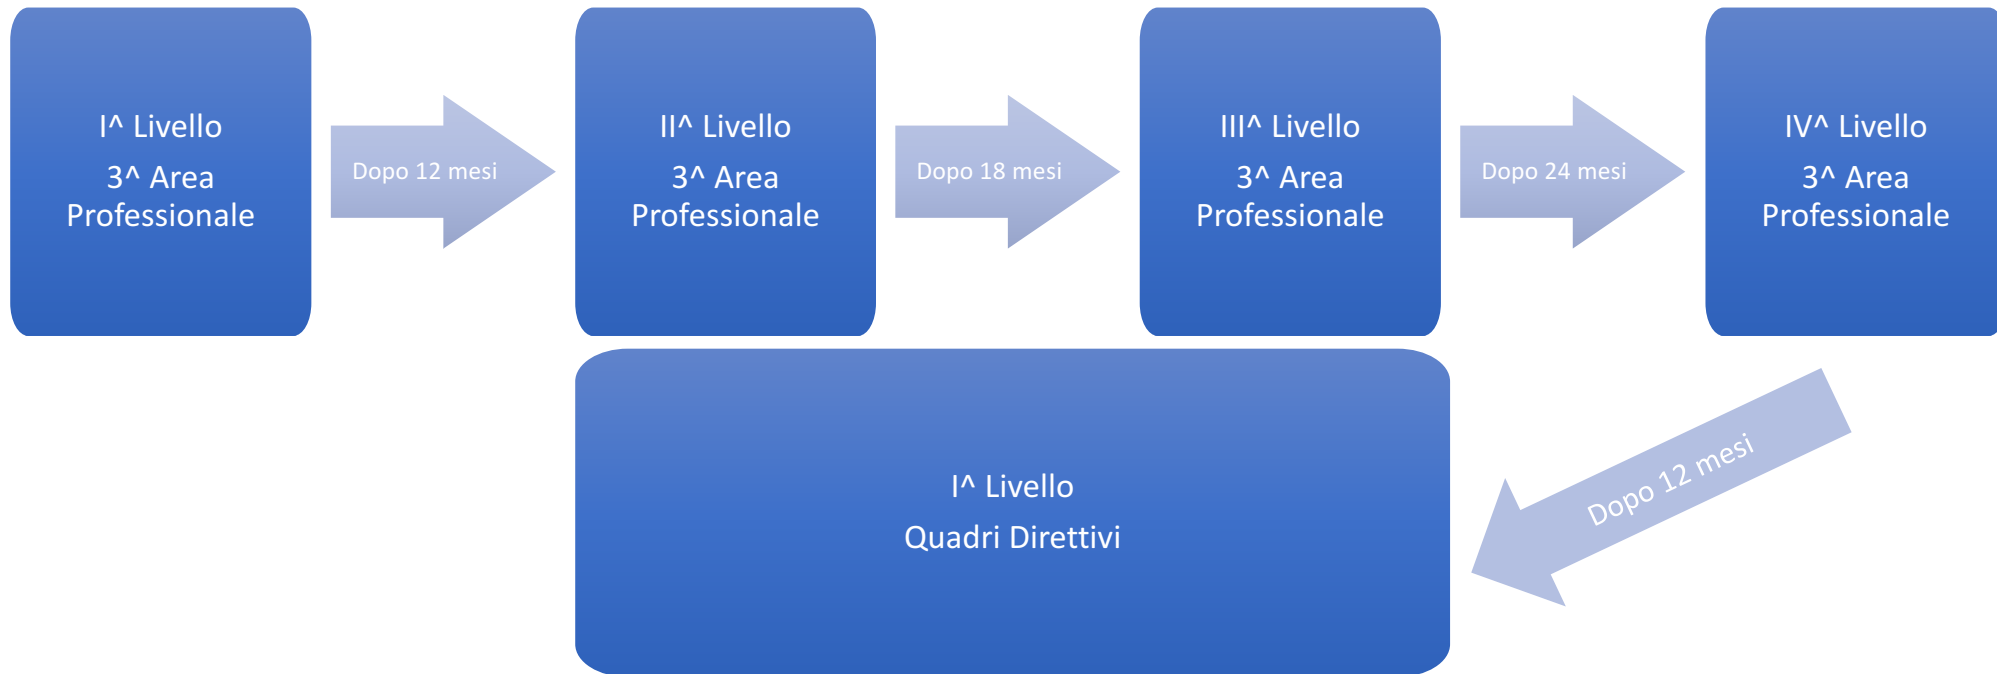 I^ Livello
3^ Area
Professionale
Dopo 12 mesi
II^ Livello
3^ Area
Professionale
Dopo 18 mesi
III^ Livello
3^ Area
Professionale
Dopo 24 mesi
IV^ Livello
3^ Area
Professionale
Dopo 12 mesi
I^ Livello
Quadri Direttivi